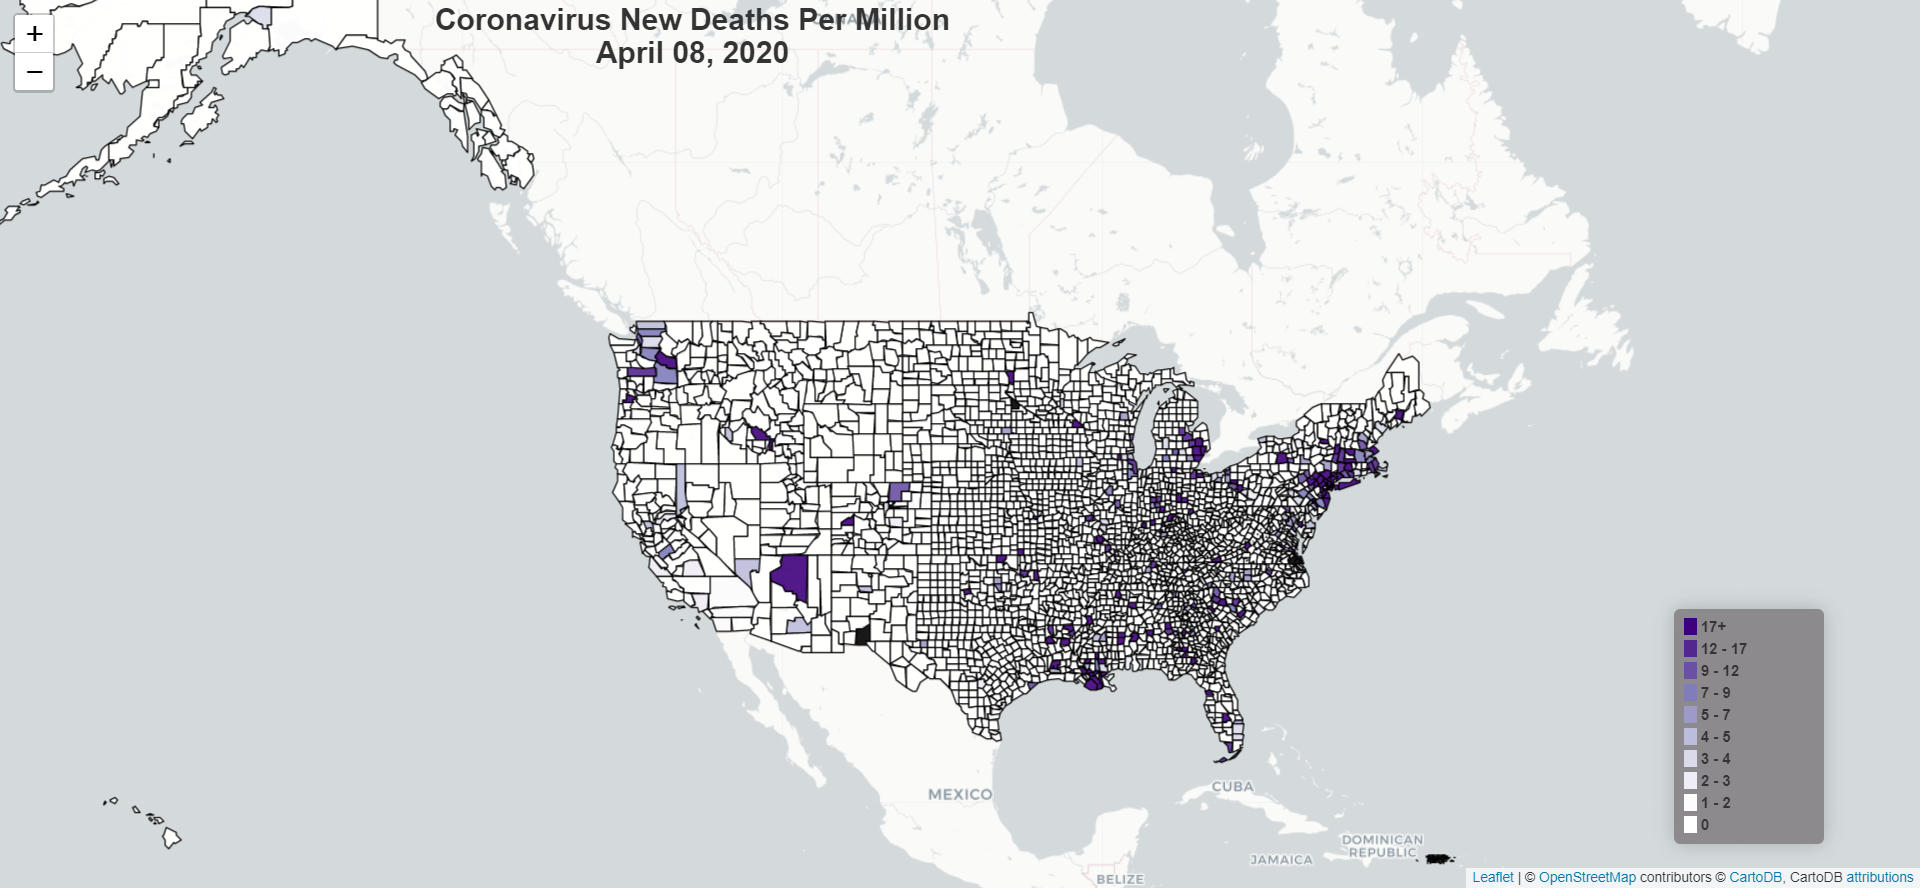 Coronavirus New Deaths Per Million
April 08, 2020
+
−
CANADA
MEXICO
CUBA
DOMINICAN
REPUBLIC
JAMAICA
BELIZE
17+
12 - 17
9 - 12
7 - 9
5 - 7
4 - 5
3 - 4
2 - 3
1 - 2
0
Leaflet | © OpenStreetMap contributors © CartoDB, CartoDB attributions